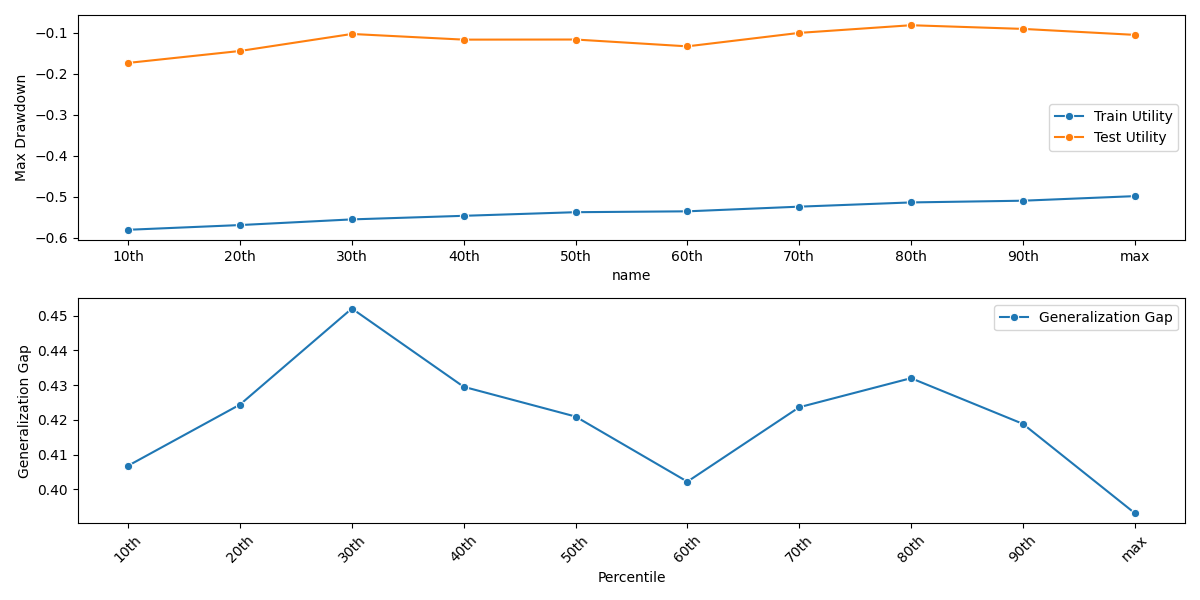 Max Drawdown
−0.1
−0.2
−0.3
−0.4
−0.5
−0.6
Train Utility
Test Utility
10th 20th 30th 40th 50th 60th 70th 80th 90th max
name
Generalization Gap
0.45
0.44
0.43
0.42
0.41
0.40
Generalization Gap
10th 20th 30th 40th 50th 60th 70th 80th 90th max
Percentile